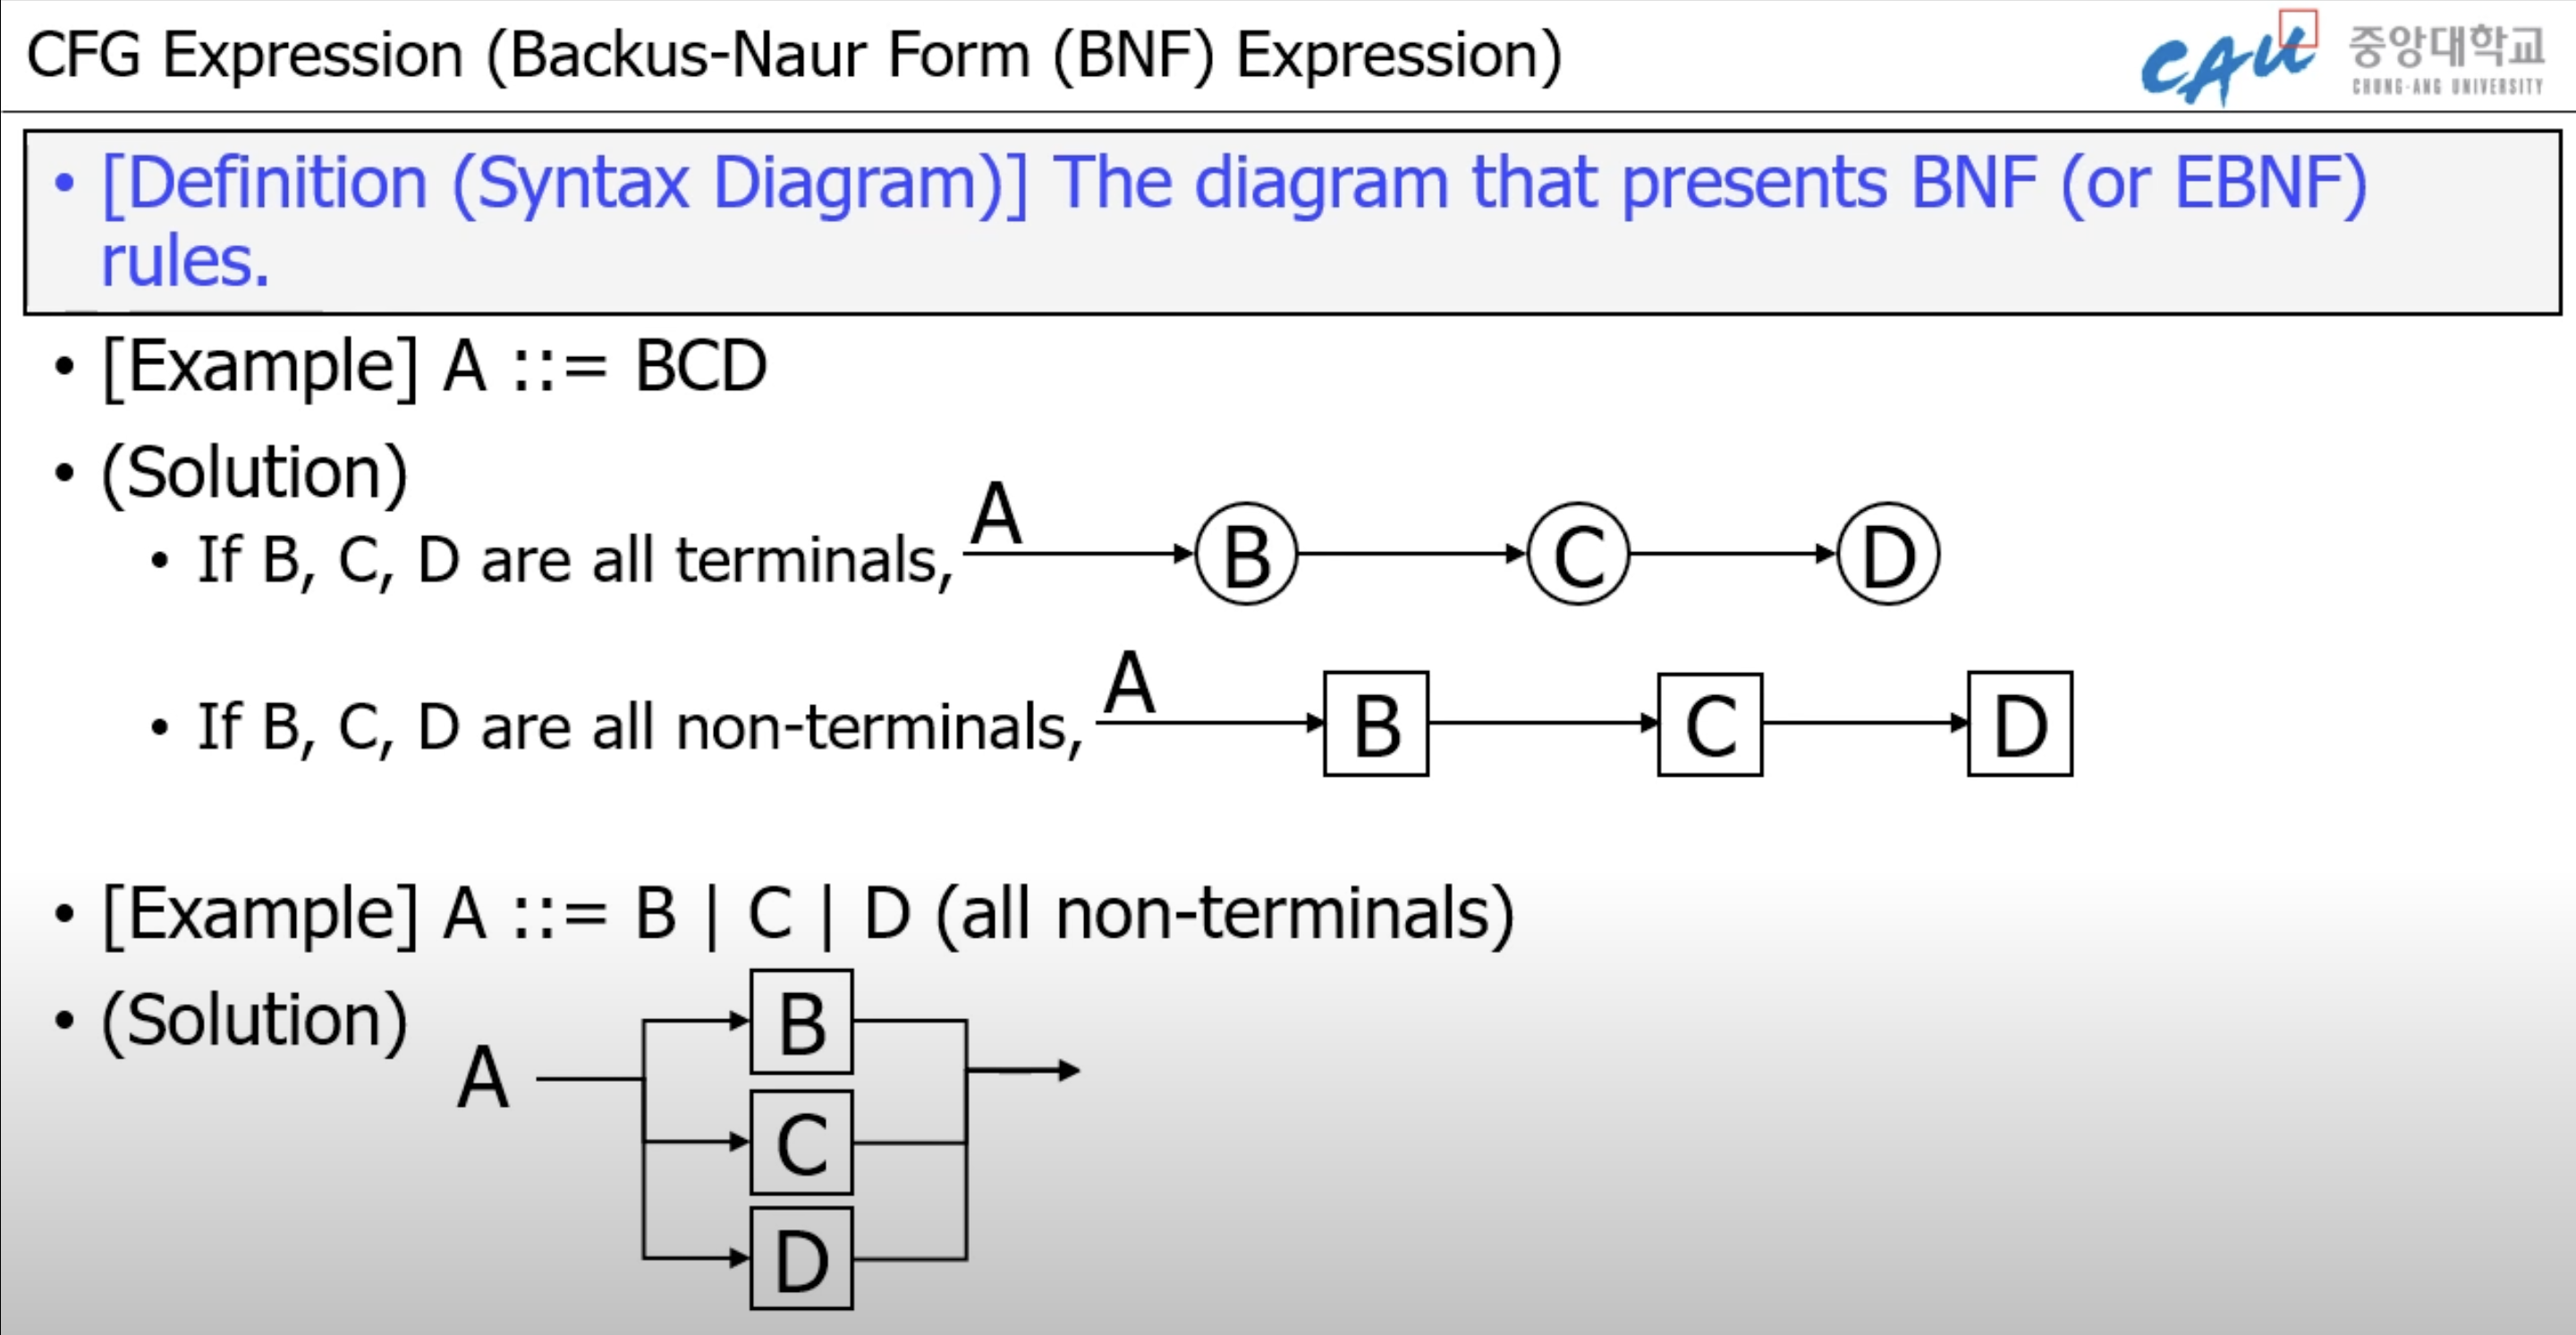 CFG Expression (Backus-Naur Form (BNF) Expression)
CAU
중앙대학교
CHUNG-ANG UNIVERSITY
• [Definition (Syntax Diagram)] The diagram that presents BNF (or EBNF)
rules.
• [Example] A ::= BCD
• (Solution)
• If B, C, D are all terminals, A B C D
• If B, C, D are all non-terminals, A B C D
• [Example] A ::= B | C | D (all non-terminals)
• (Solution)
A
B
C
D